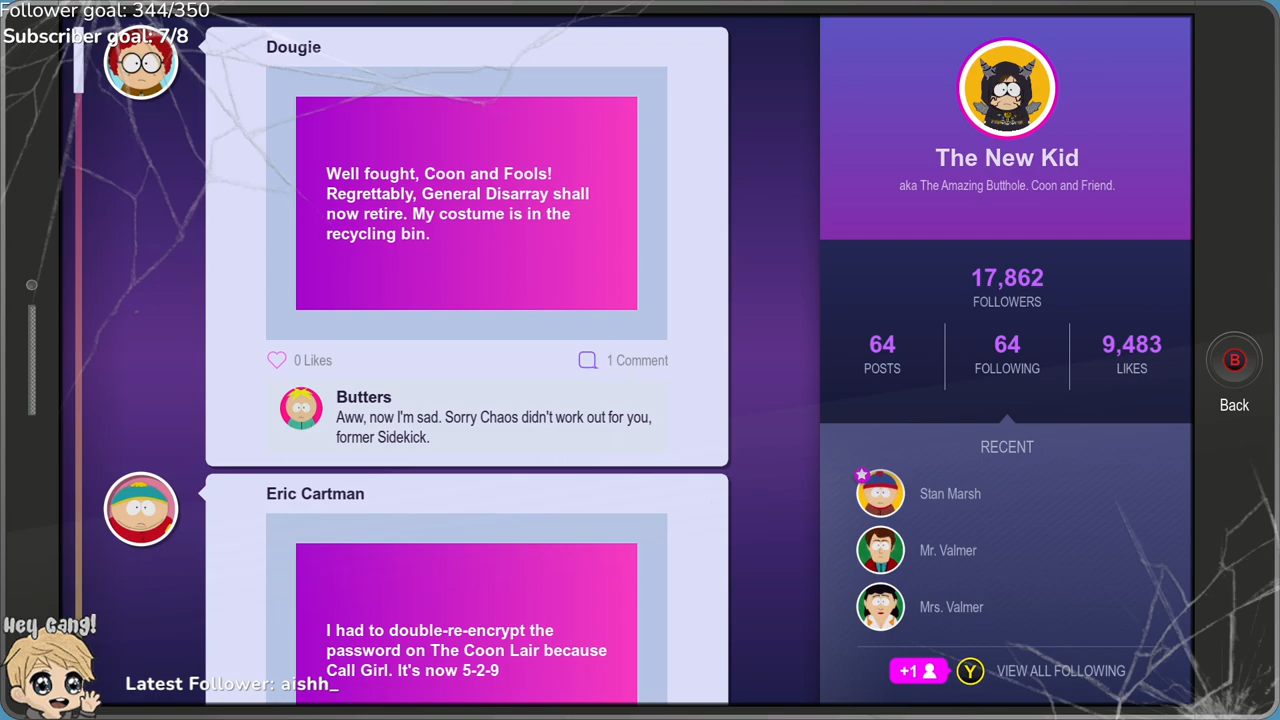 Follower goal: 344/350
Subscriber goal: 7/8
Dougie
Well fought, Coon and Fools!
Regrettably, General Disarray shall
now retire. My costume is in the
recycling bin.
0 Likes
1 Comment
Butters
Aww, now I'm sad. Sorry Chaos didn't work out for you,
former Sidekick.
Eric Cartman
I had to double-re-encrypt the
password on The Coon Lair because
Call Girl. It's now 5-2-9
Hey Gang!
Latest Follower: aishh_
The New Kid
aka The Amazing Butthole. Coon and Friend.
17,862
FOLLOWERS
64
POSTS
64
FOLLOWING
9,483
LIKES
RECENT
Stan Marsh
Mr. Valmer
Mrs. Valmer
+1
Y
VIEW ALL FOLLOWING
B
Back